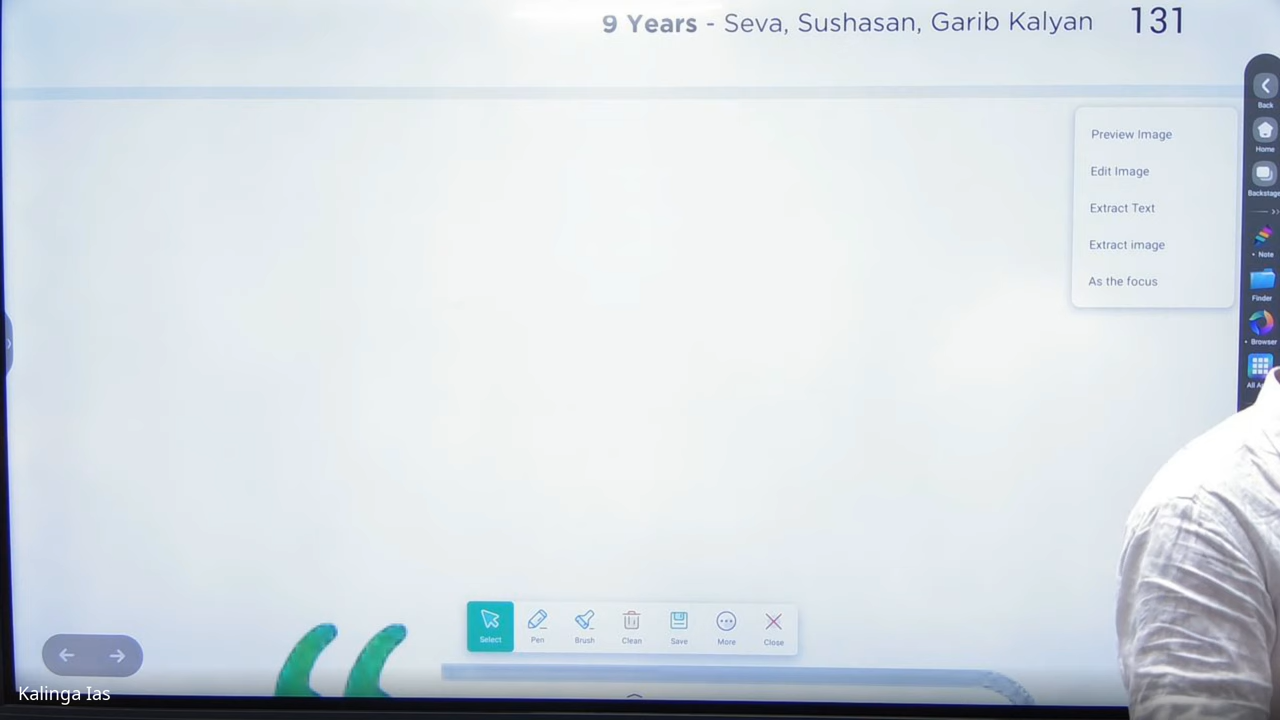 9 Years - Seva, Sushasan, Garib Kalyan 131
Preview Image
Edit Image
Extract Text
Extract image
As the focus
Back
Home
Backstage
Note
Finder
Browser
All
Select
Pen
Brush
Clean
Save
More
Close
Kalinga Ias